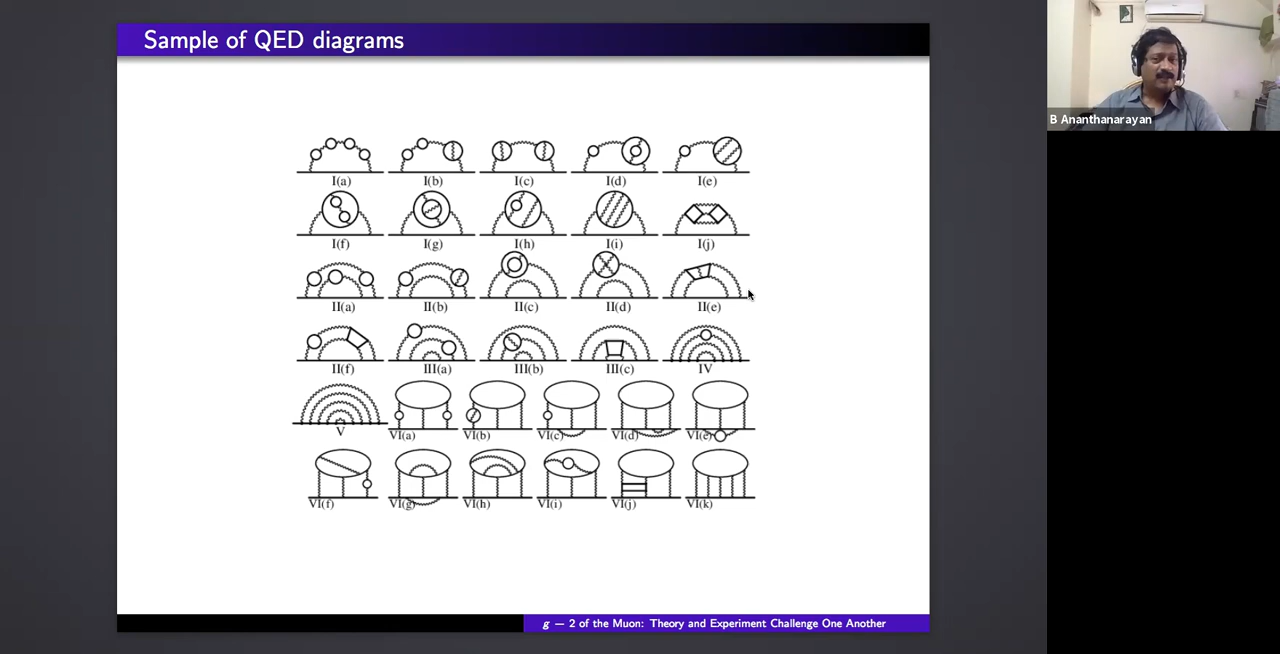 Sample of QED diagrams
B Ananthanarayan
I(a) I(b) I(c) I(d) I(e)
I(f) I(g) I(h) I(i) I(j)
II(a) II(b) II(c) II(d) II(e)
II(f) III(a) III(b) III(c) IV
V VI(a) VI(b) VI(c) VI(d) VI(e)
VI(f) VI(g) VI(h) VI(i) VI(j) VI(k)
g — 2 of the Muon: Theory and Experiment Challenge One Another